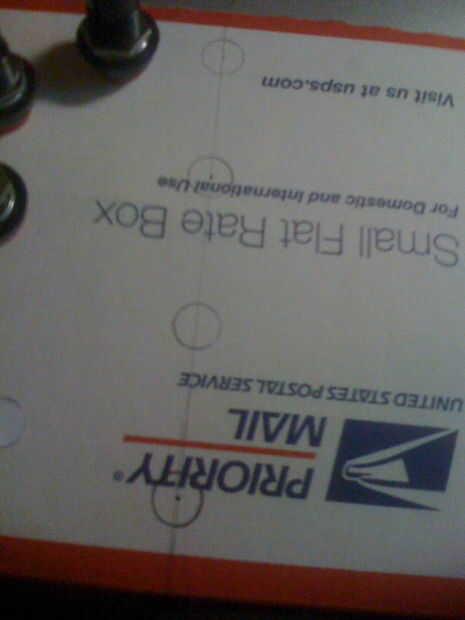 PRIORITY®
MAIL
UNITED STATES POSTAL SERVICE
Small Flat Rate Box
For Domestic and International Use
Visit us at usps.com